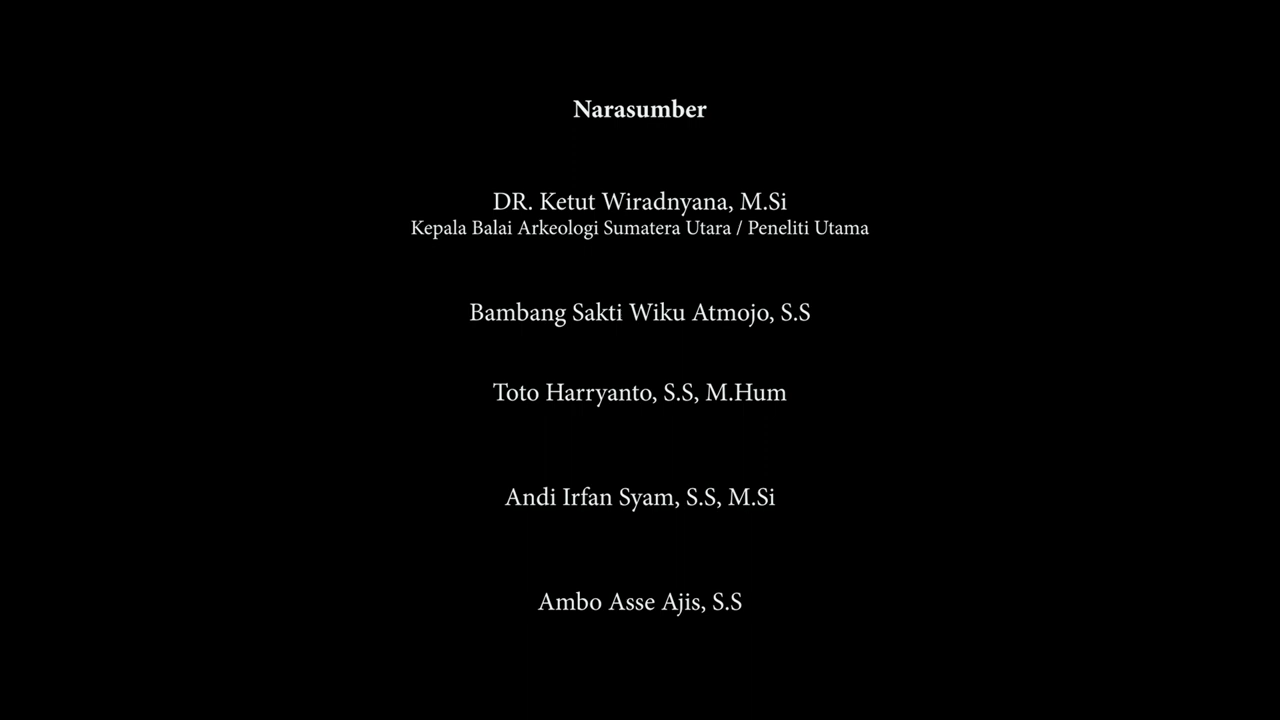 Narasumber
DR. Ketut Wiradnyana, M.Si
Kepala Balai Arkeologi Sumatera Utara / Peneliti Utama
Bambang Sakti Wiku Atmojo, S.S
Toto Harryanto, S.S, M.Hum
Andi Irfan Syam, S.S, M.Si
Ambo Asse Ajis, S.S